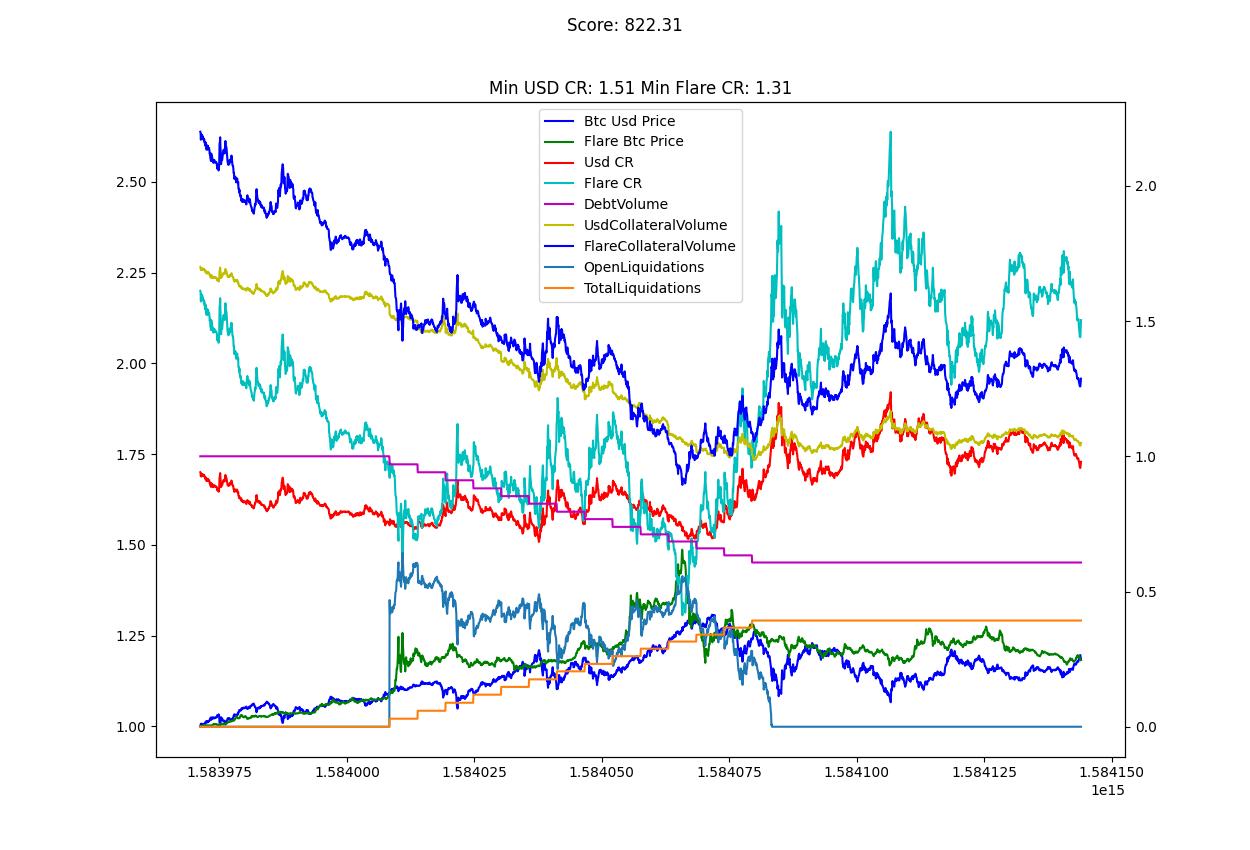 Score: 822.31
Min USD CR: 1.51 Min Flare CR: 1.31
Btc Usd Price
Flare Btc Price
Usd CR
Flare CR
DebtVolume
UsdCollateralVolume
FlareCollateralVolume
OpenLiquidations
TotalLiquidations
2.50
2.25
2.00
1.75
1.50
1.25
1.00
2.0
1.5
1.0
0.5
0.0
1.583975 1.584000 1.584025 1.584050 1.584075 1.584100 1.584125 1.584150
1e15